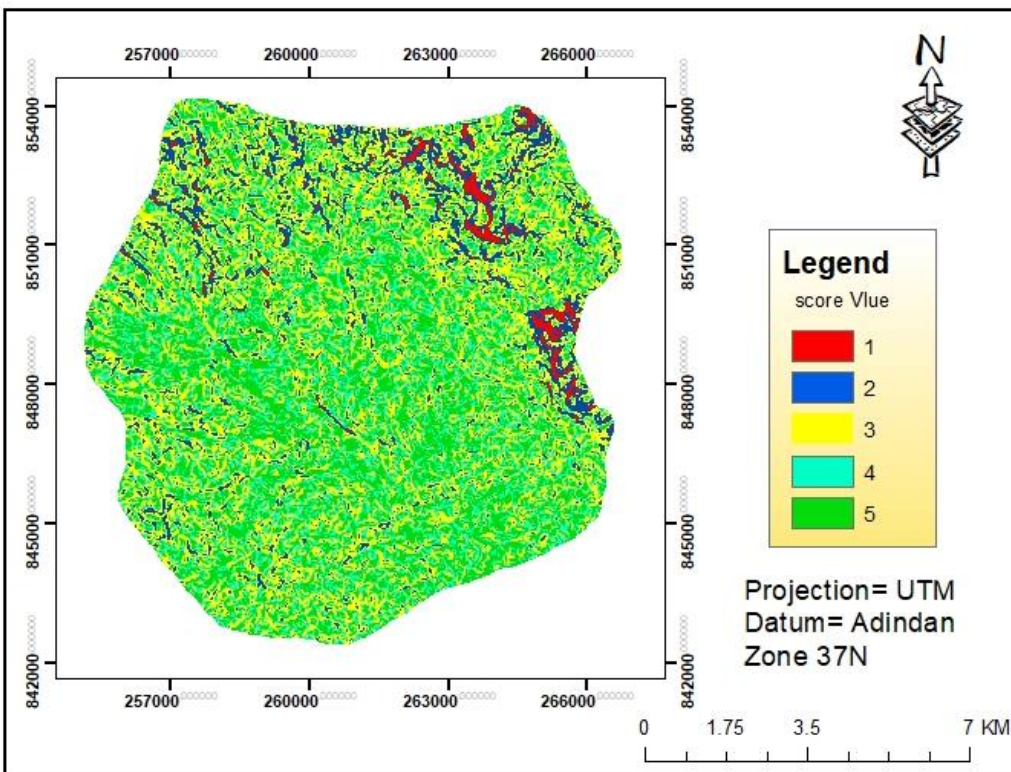 257000 260000 263000 266000
N
854000 854000
851000 851000
848000 848000
845000 845000
842000 842000
257000 260000 263000 266000
Legend
score Vlue
1
2
3
4
5
Projection= UTM
Datum= Adindan
Zone 37N
0 1.75 3.5 7 KM